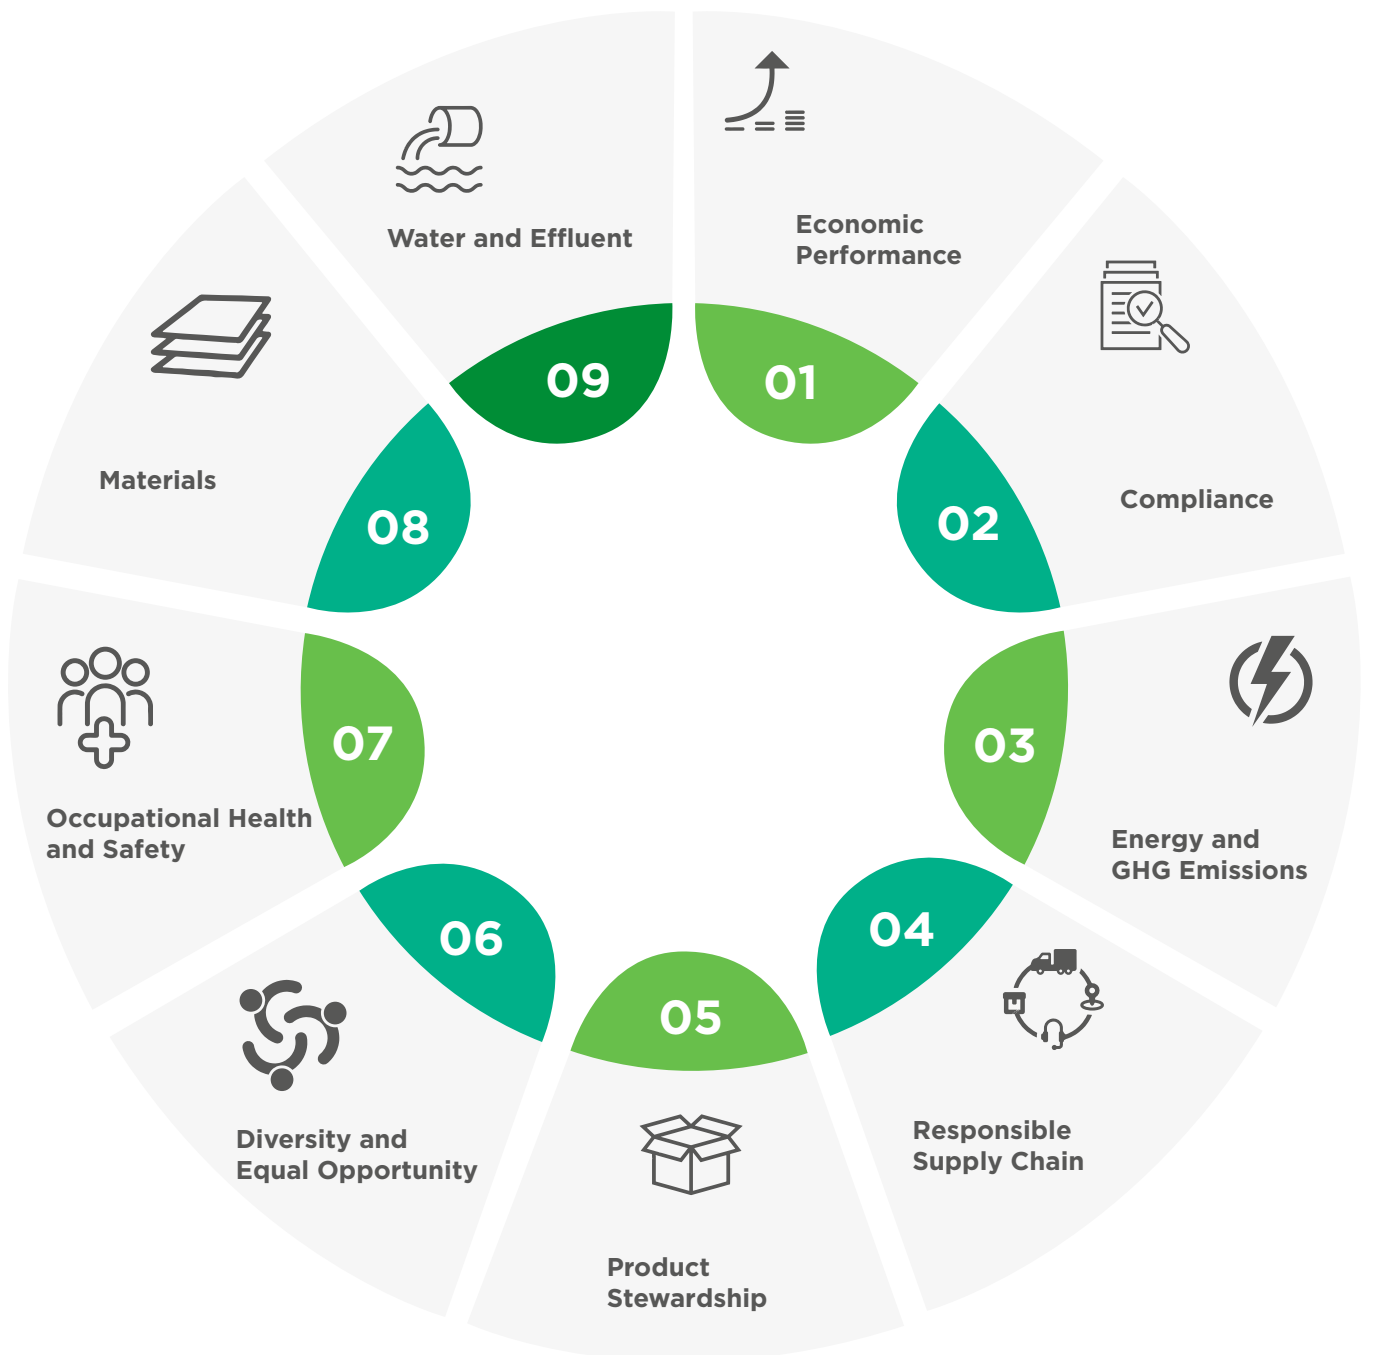 01
Economic
Performance
02
Compliance
03
Energy and
GHG Emissions
04
Responsible
Supply Chain
05
Product
Stewardship
06
Diversity and
Equal Opportunity
07
Occupational Health
and Safety
08
Materials
09
Water and Effluent